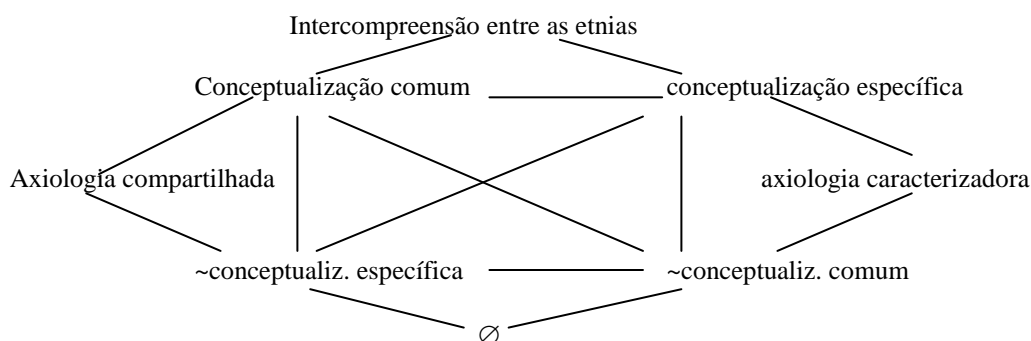 Intercompreensão entre as etnias
Conceptualização comum conceptualização específica
Axiologia compartilhada axiologia caracterizadora
~conceptualiz. específica ~conceptualiz. comum
∅